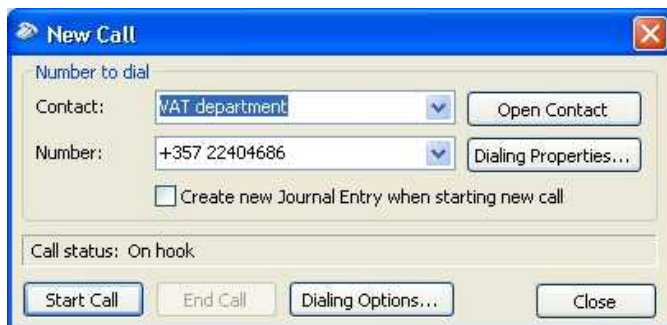 New Call
Number to dial
Contact: VAT department Open Contact
Number: +357 22404686 Dialing Properties...
Create new Journal Entry when starting new call
Call status: On hook
Start Call End Call Dialing Options... Close